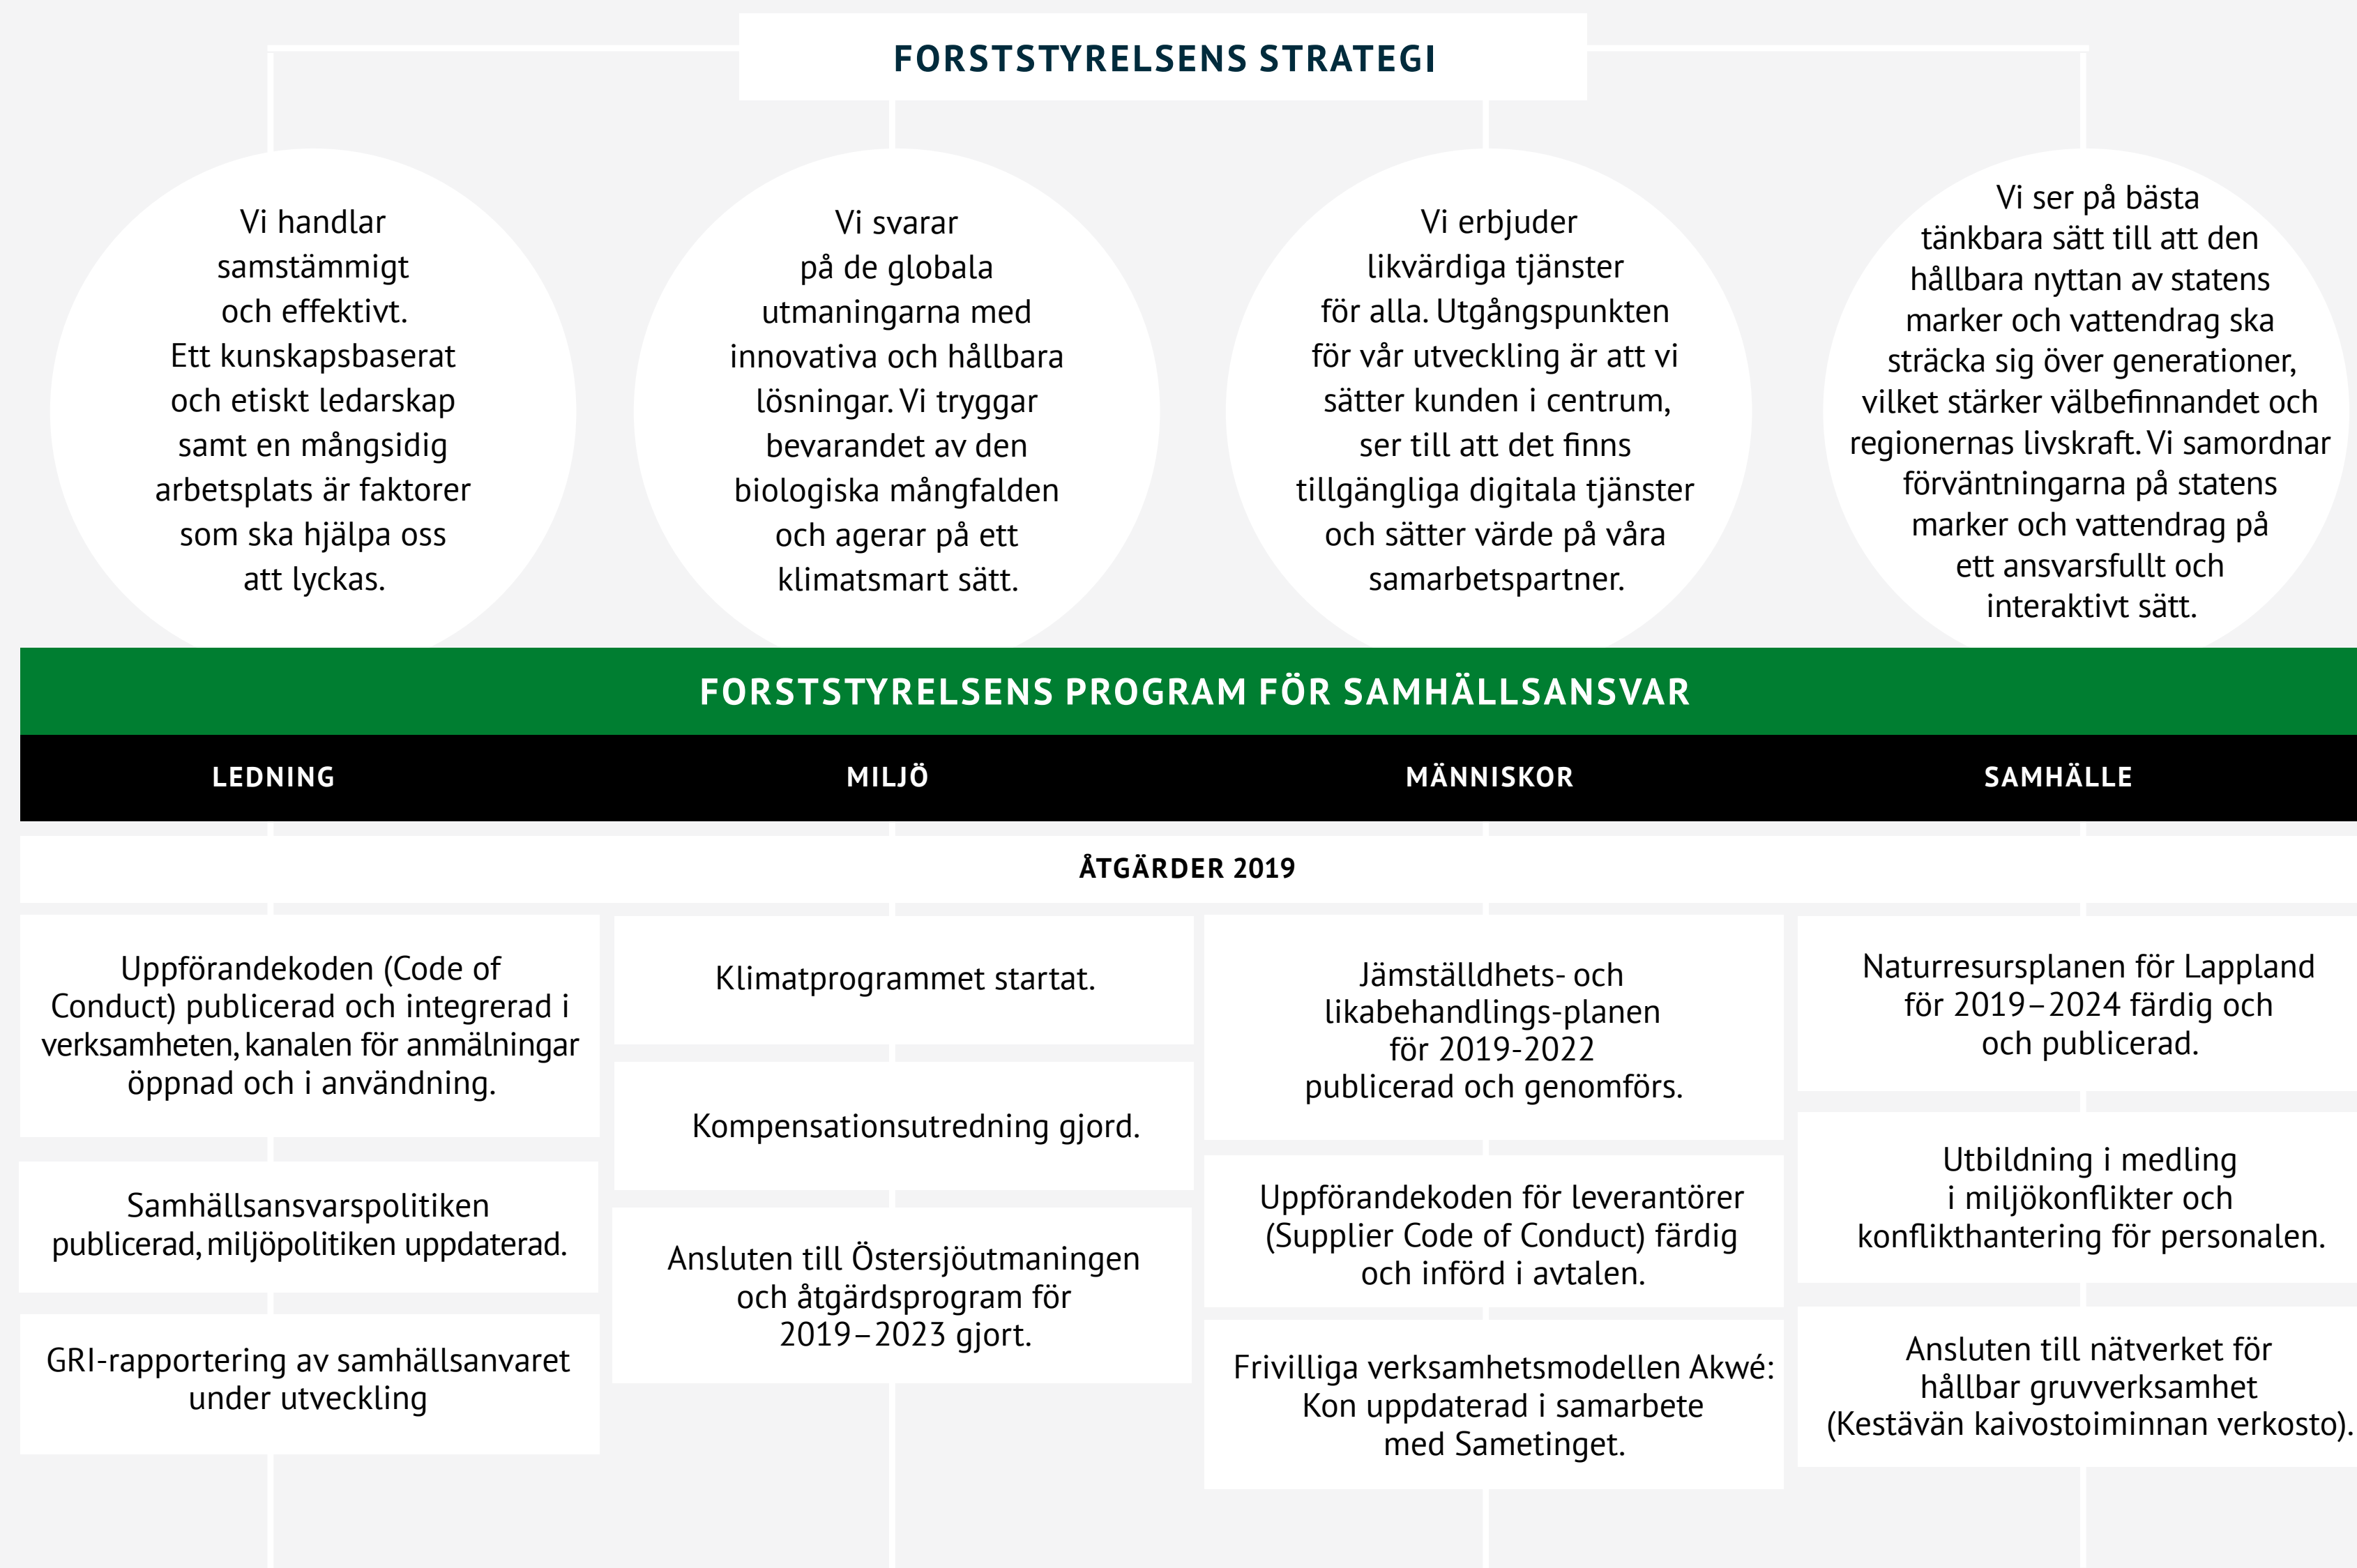 FORSTSTYRELSENS STRATEGI
Vi handlar
samstämmigt
och effektivt.
Ett kunskapsbaserat
och etiskt ledarskap
samt en mångsidig
arbetsplats är faktorer
som ska hjälpa oss
att lyckas.
Vi svarar
på de globala
utmaningarna med
innovativa och hållbara
lösningar. Vi tryggar
bevarandet av den
biologiska mångfalden
och agerar på ett
klimatsmart sätt.
Vi erbjuder
likvärdiga tjänster
för alla. Utgångspunkten
för vår utveckling är att vi
sätter kunden i centrum,
ser till att det finns
tillgängliga digitala tjänster
och sätter värde på våra
samarbetspartner.
Vi ser på bästa
tänkbara sätt till att den
hållbara nyttan av statens
marker och vattendrag ska
sträcka sig över generationer,
vilket stärker välbefinnandet och
regionernas livskraft. Vi samordnar
förväntningarna på statens
marker och vattendrag på
ett ansvarsfullt och
interaktivt sätt.
FORSTSTYRELSENS PROGRAM FÖR SAMHÄLLSANSVAR
LEDNING
MILJÖ
MÄNNISKOR
SAMHÄLLE
ÅTGÄRDER 2019
Uppförandekoden (Code of
Conduct) publicerad och integrerad i
verksamheten, kanalen för anmälningar
öppnad och i användning.
Samhällsansvarspolitiken
publicerad, miljöpolitiken uppdaterad.
GRI-rapportering av samhällsanvaret
under utveckling
Klimatprogrammet startat.
Kompensationsutredning gjord.
Ansluten till Östersjöutmaningen
och åtgärdsprogram för
2019–2023 gjort.
Jämställdhets- och
likabehandlings-planen
för 2019-2022
publicerad och genomförs.
Uppförandekoden för leverantörer
(Supplier Code of Conduct) färdig
och införd i avtalen.
Frivilliga verksamhetsmodellen Akwé:
Kon uppdaterad i samarbete
med Sametinget.
Naturresursplanen för Lappland
för 2019–2024 färdig och
och publicerad.
Utbildning i medling
i miljökonflikter och
konflikthantering för personalen.
Ansluten till nätverket för
hållbar gruvverksamhet
(Kestävän kaivostoiminnan verkosto).